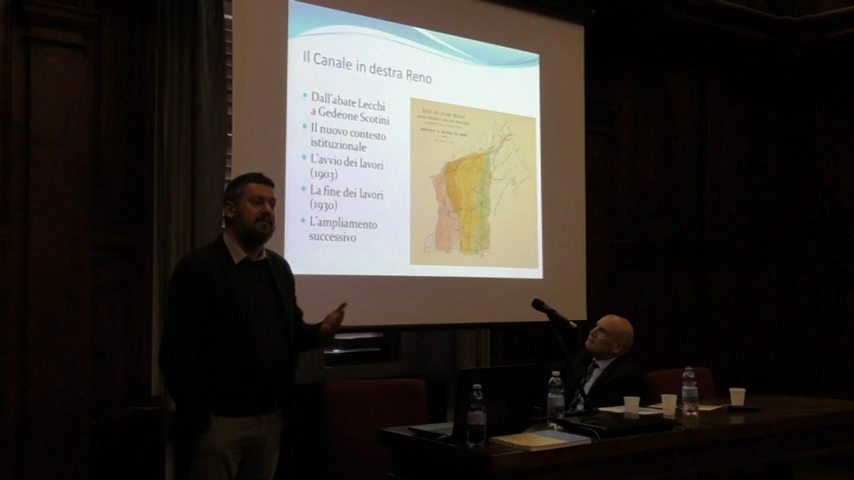 Il Canale in destra Reno
Dall'abate Lecchi
a Gedeone Scotini
Il nuovo contesto
istituzionale
L'avvio dei lavori
(1903)
La fine dei lavori
(1930)
L'ampliamento
successivo